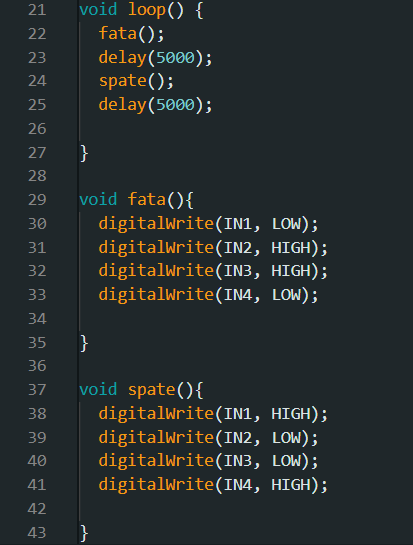 21 void loop() {
22   fata();
23   delay(5000);
24   spate();
25   delay(5000);
26
27 }
28
29 void fata(){
30   digitalWrite(IN1, LOW);
31   digitalWrite(IN2, HIGH);
32   digitalWrite(IN3, HIGH);
33   digitalWrite(IN4, LOW);
34
35 }
36
37 void spate(){
38   digitalWrite(IN1, HIGH);
39   digitalWrite(IN2, LOW);
40   digitalWrite(IN3, LOW);
41   digitalWrite(IN4, HIGH);
42
43 }